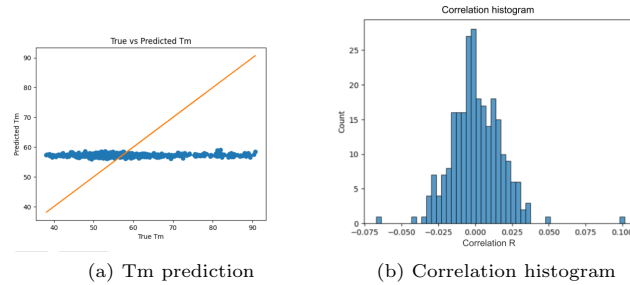 True vs Predicted Tm
Predicted Tm
90
80
70
60
50
40
40 50 60 70 80 90
True Tm
(a) Tm prediction
Correlation histogram
Count
25
20
15
10
5
0
−0.075 −0.050 −0.025 0.000 0.025 0.050 0.075 0.100
Correlation R
(b) Correlation histogram